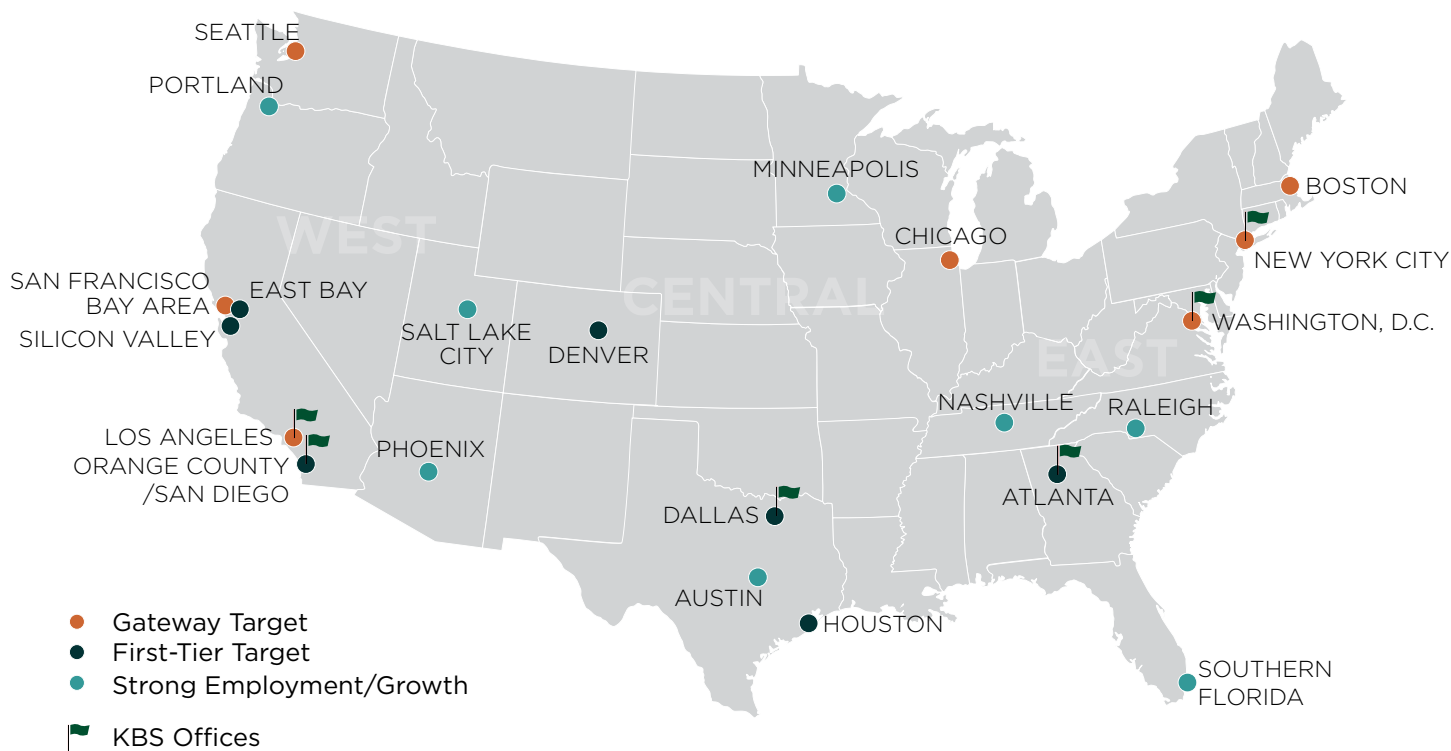 SEATTLE
PORTLAND
MINNEAPOLIS
BOSTON
WEST
CHICAGO
NEW YORK CITY
SAN FRANCISCO
BAY AREA
EAST BAY
CENTRAL
SILICON VALLEY
SALT LAKE
CITY
DENVER
WASHINGTON, D.C.
EAST
NASHVILLE
RALEIGH
LOS ANGELES
ORANGE COUNTY
/SAN DIEGO
PHOENIX
DALLAS
ATLANTA
AUSTIN
HOUSTON
SOUTHERN
FLORIDA
Gateway Target
First-Tier Target
Strong Employment/Growth
KBS Offices